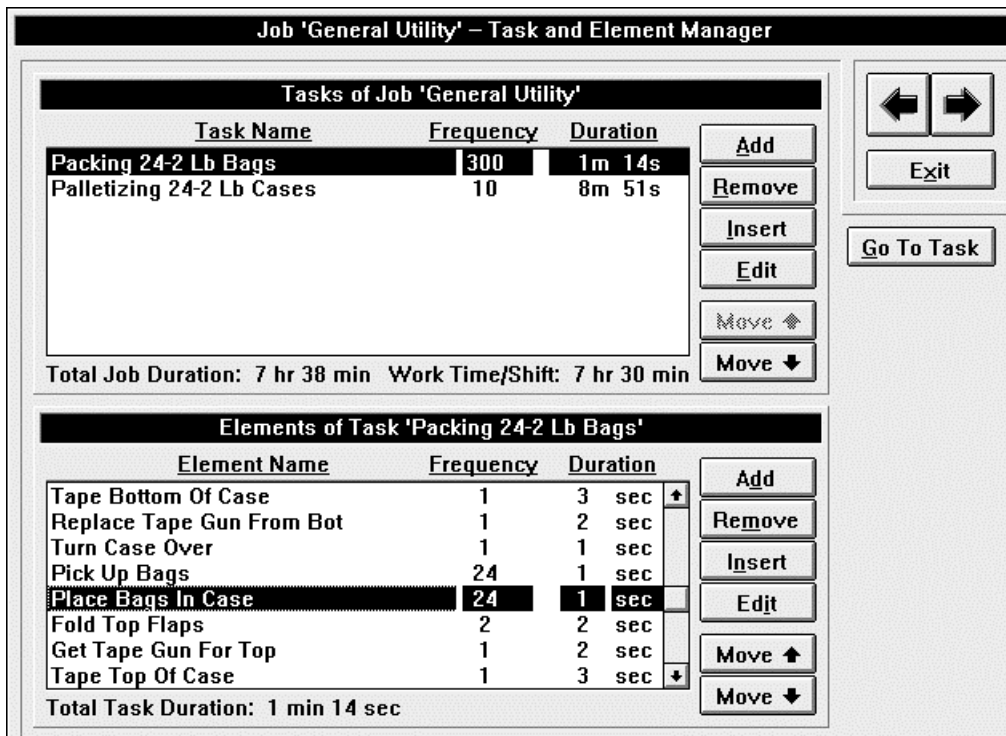 Job 'General Utility' – Task and Element Manager
Tasks of Job 'General Utility'
Task Name Frequency Duration
Packing 24-2 Lb Bags 300 1m 14s
Palletizing 24-2 Lb Cases 10 8m 51s
Total Job Duration: 7 hr 38 min Work Time/Shift: 7 hr 30 min
Add
Remove
Insert
Edit
Move
Move
Exit
Go To Task
Elements of Task 'Packing 24-2 Lb Bags'
Element Name Frequency Duration
Tape Bottom Of Case 1 3 sec
Replace Tape Gun From Bot 1 2 sec
Turn Case Over 1 1 sec
Pick Up Bags 24 1 sec
Place Bags In Case 24 1 sec
Fold Top Flaps 2 2 sec
Get Tape Gun For Top 1 2 sec
Tape Top Of Case 1 3 sec
Total Task Duration: 1 min 14 sec
Add
Remove
Insert
Edit
Move
Move